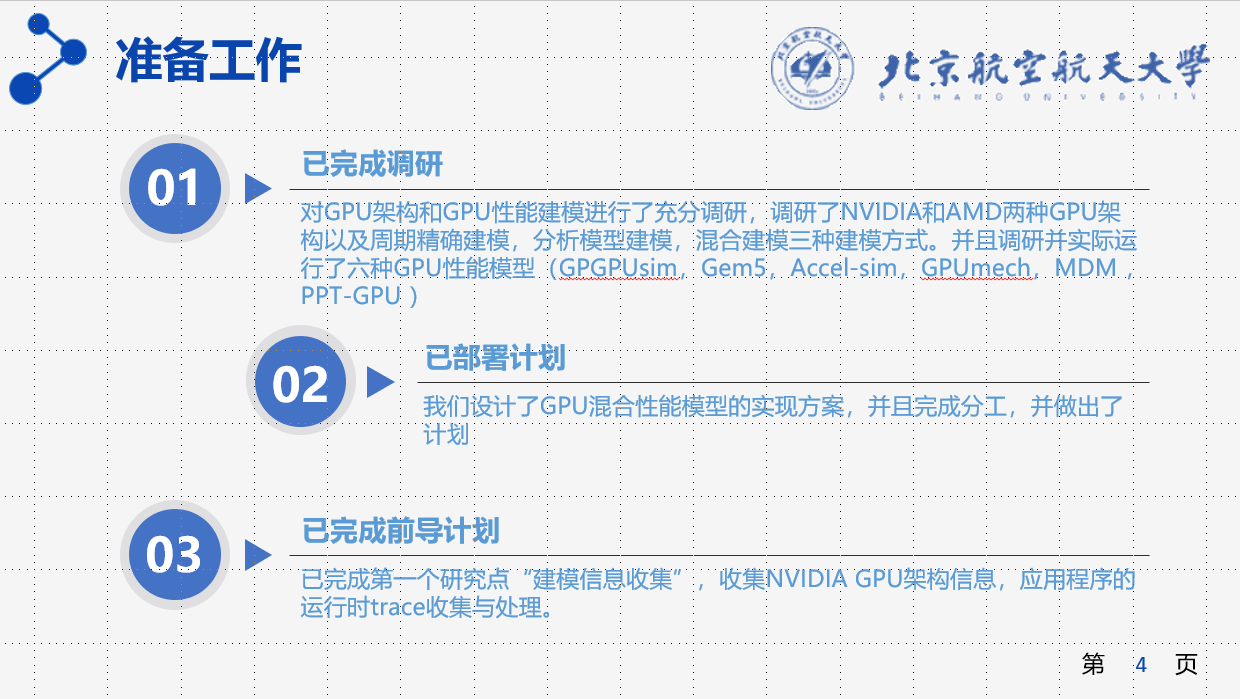 准备工作
北京航空航天大学
BEIHANG UNIVERSITY
01
已完成调研
对GPU架构和GPU性能建模进行了充分调研，调研了NVIDIA和AMD两种GPU架
构以及周期精确建模，分析模型建模，混合建模三种建模方式。并且调研并实际运
行了六种GPU性能模型（GPGPUsim，Gem5，Accel-sim，GPUmech，MDM ，
PPT-GPU ）
02
已部署计划
我们设计了GPU混合性能模型的实现方案，并且完成分工，并做出了
计划
03
已完成前导计划
已完成第一个研究点“建模信息收集”，收集NVIDIA GPU架构信息，应用程序的
运行时trace收集与处理。
第 4 页